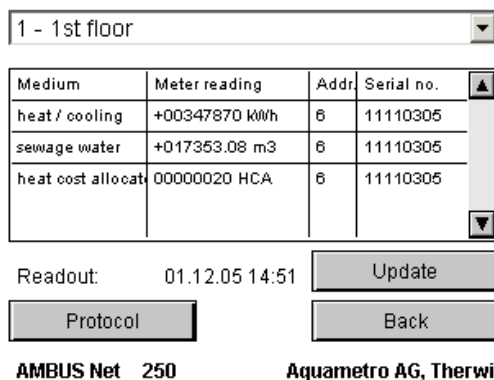 1 - 1st floor
Medium Meter reading Addr. Serial no.
heat / cooling +00347870 kWh 6 11110305
sewage water +017353.08 m3 6 11110305
heat cost allocat 00000020 HCA 6 11110305
Readout: 01.12.05 14:51 Update
Protocol Back
AMBUS Net 250 Aquametro AG, Therwi